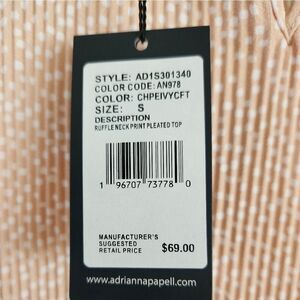 STYLE: AD1S301340
COLOR CODE: AN978
COLOR: CHPEIVYCFT
SIZE: S
DESCRIPTION
RUFFLE NECK PRINT PLEATED TOP
1 96707 73778 0
MANUFACTURER'S
SUGGESTED
RETAIL PRICE $69.00
www.adriannapapell.com